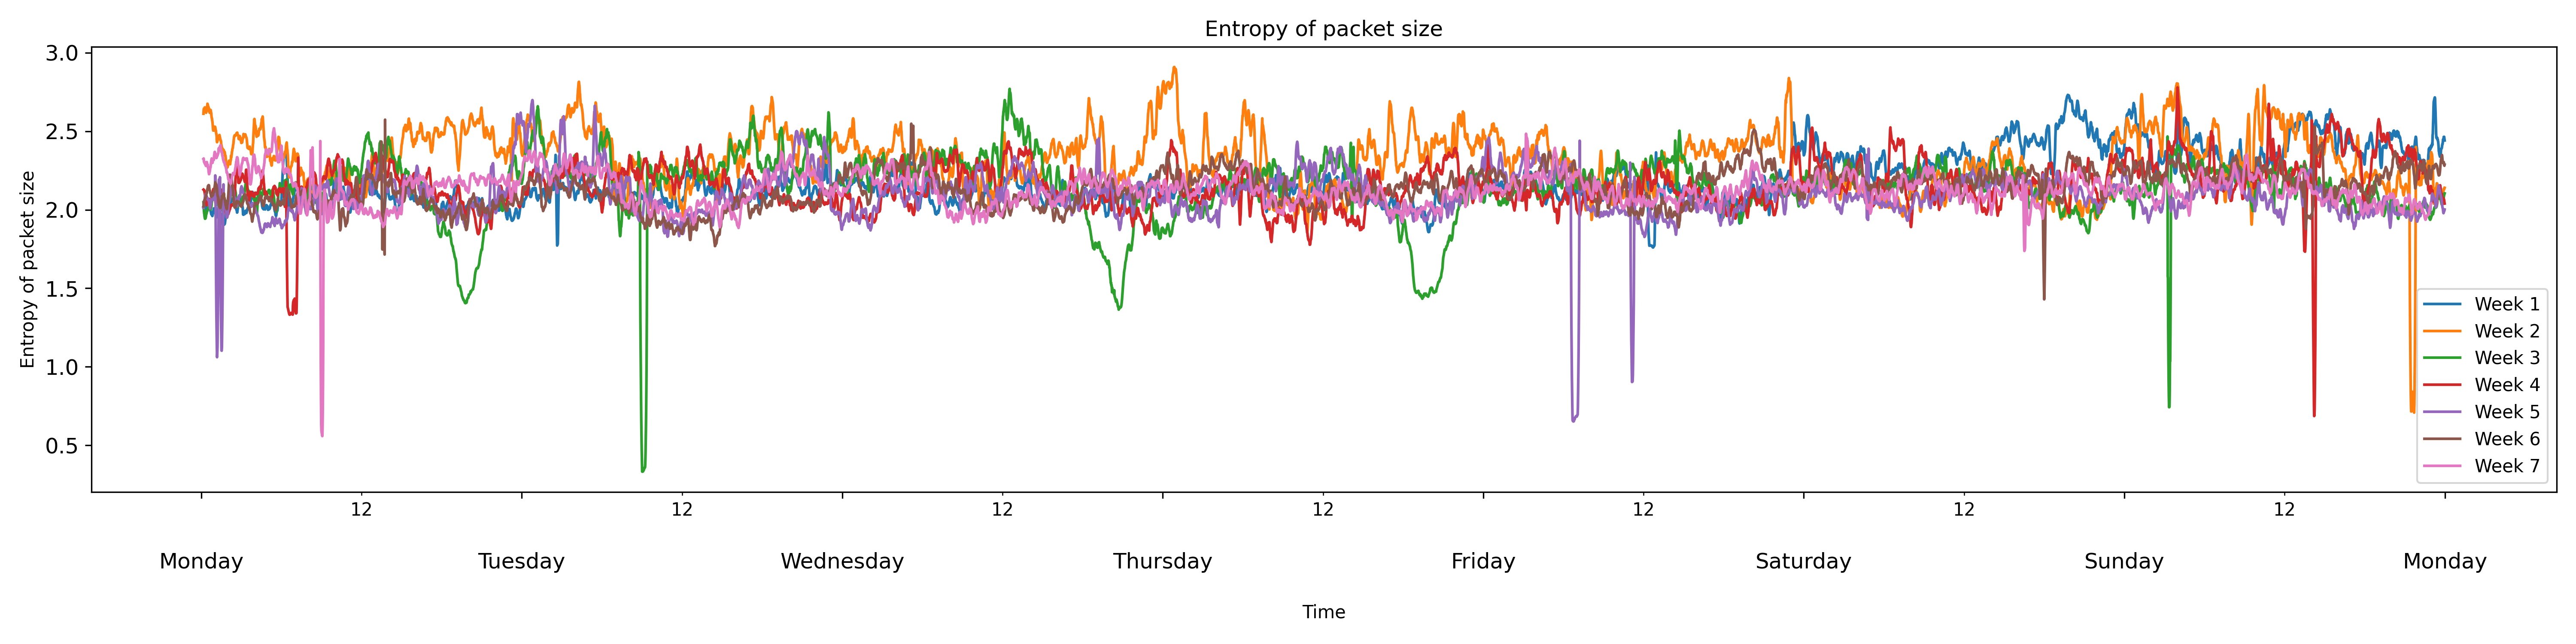 Entropy of packet size
Entropy of packet size
3.0
2.5
2.0
1.5
1.0
0.5
Week 1
Week 2
Week 3
Week 4
Week 5
Week 6
Week 7
12 12 12 12 12 12 12
Monday Tuesday Wednesday Thursday Friday Saturday Sunday Monday
Time